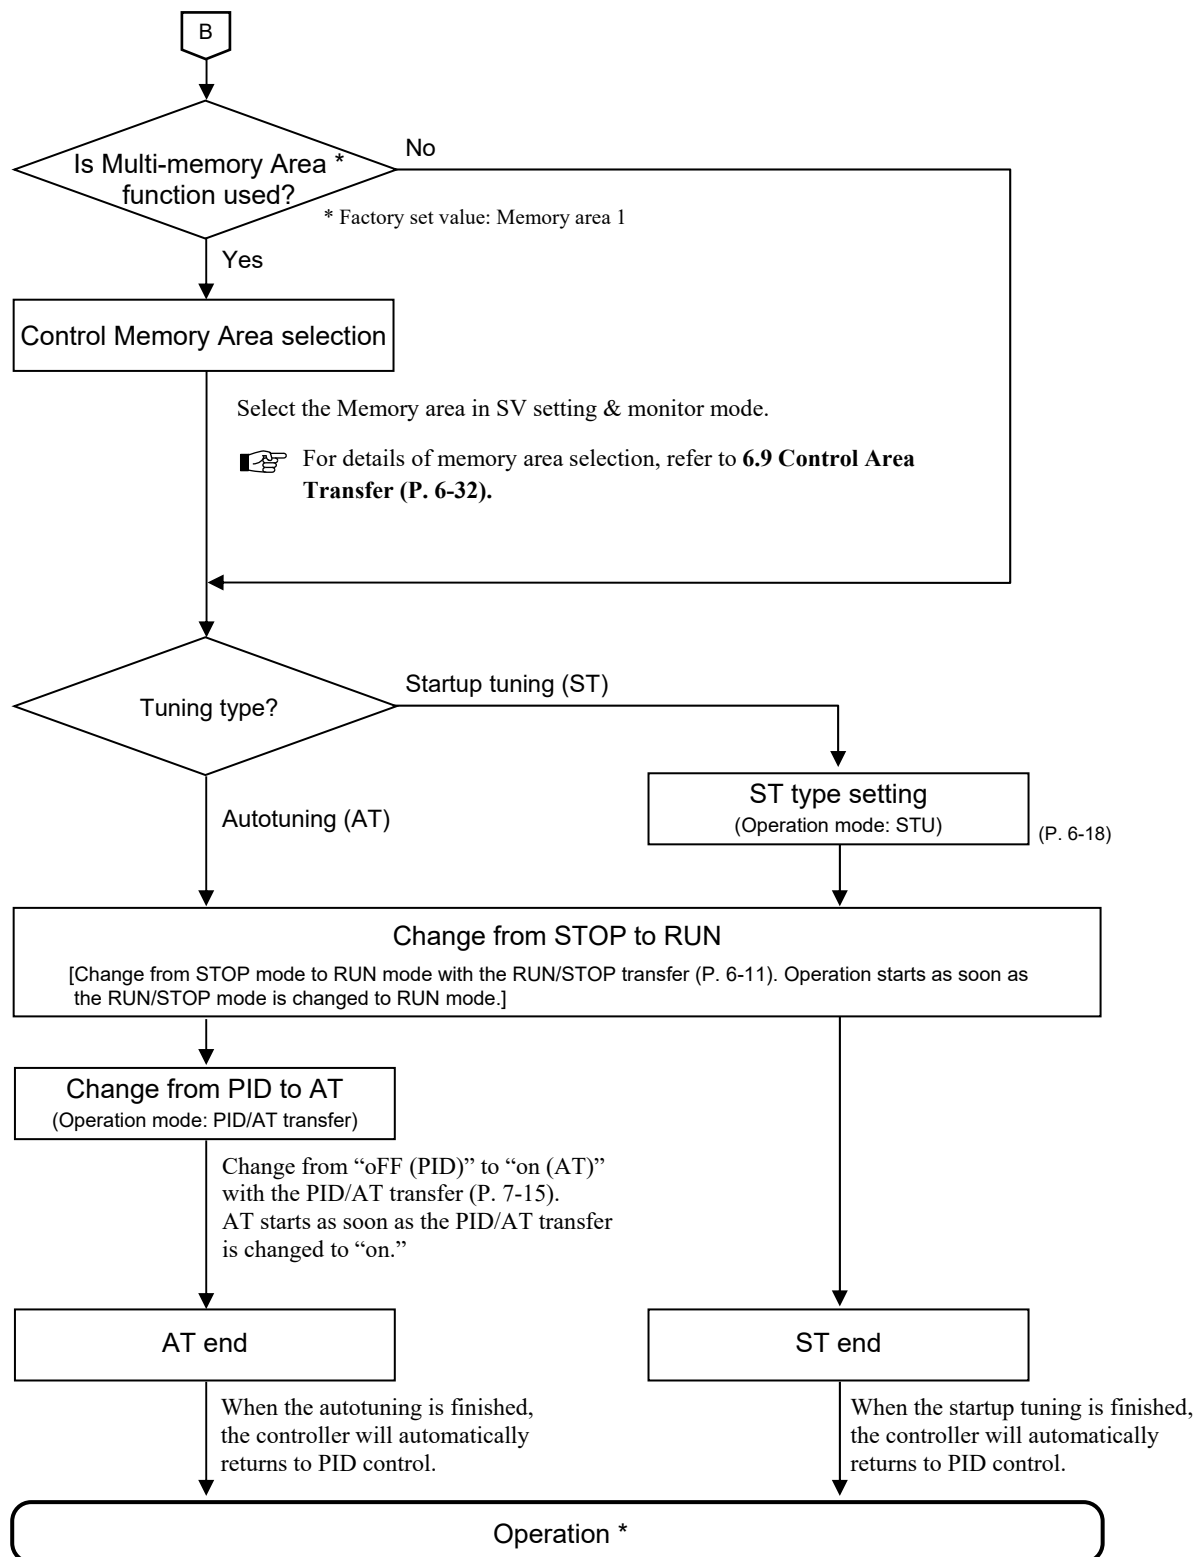 B
Is Multi-memory Area *
function used?
No
* Factory set value: Memory area 1
Yes
Control Memory Area selection
Select the Memory area in SV setting & monitor mode.
For details of memory area selection, refer to 6.9 Control Area
Transfer (P. 6-32).
Tuning type?
Startup tuning (ST)
Autotuning (AT)
ST type setting
(Operation mode: STU)
(P. 6-18)
Change from STOP to RUN
[Change from STOP mode to RUN mode with the RUN/STOP transfer (P. 6-11). Operation starts as soon as
the RUN/STOP mode is changed to RUN mode.]
Change from PID to AT
(Operation mode: PID/AT transfer)
Change from “oFF (PID)” to “on (AT)”
with the PID/AT transfer (P. 7-15).
AT starts as soon as the PID/AT transfer
is changed to “on.”
AT end
ST end
When the autotuning is finished,
the controller will automatically
returns to PID control.
When the startup tuning is finished,
the controller will automatically
returns to PID control.
Operation *